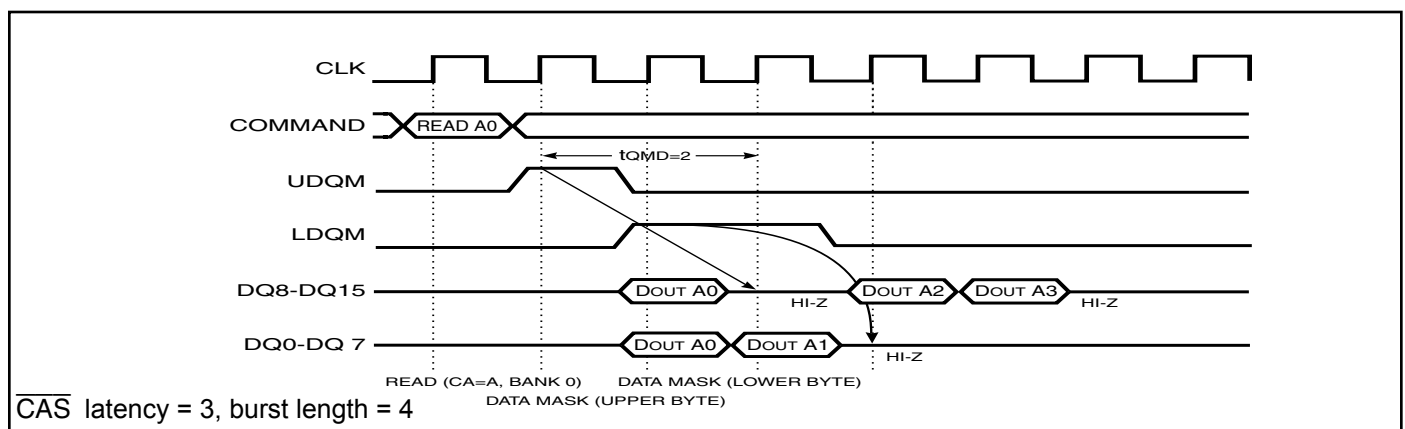 CLK
COMMAND READ A0
tQMD=2
UDQM
LDQM
DQ8-DQ15 DOUT A0 HI-Z DOUT A2 DOUT A3 HI-Z
DQ0-DQ 7 DOUT A0 DOUT A1 HI-Z
READ (CA=A, BANK 0) DATA MASK (LOWER BYTE)
DATA MASK (UPPER BYTE)
CAS latency = 3, burst length = 4